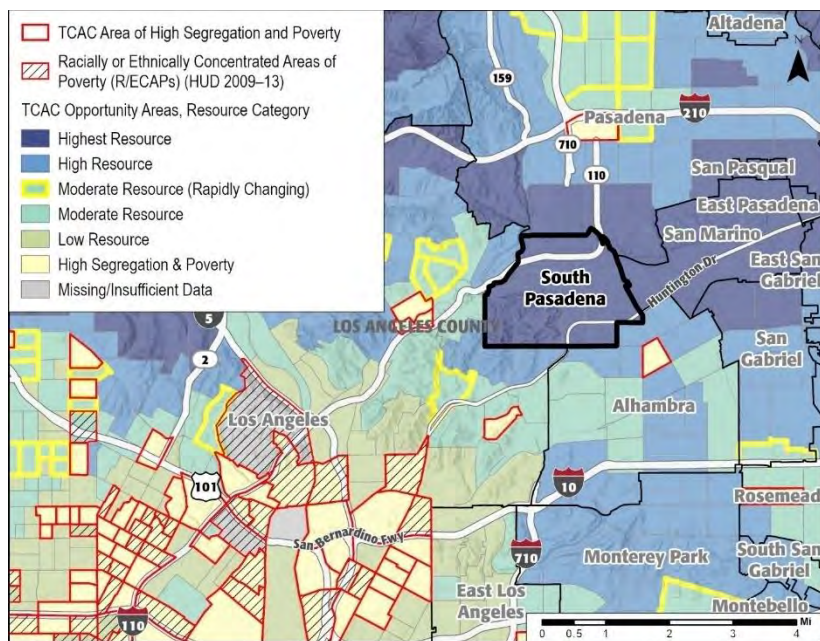 TCAC Area of High Segregation and Poverty
Racially or Ethnically Concentrated Areas of
Poverty (R/ECAPs) (HUD 2009–13)
TCAC Opportunity Areas, Resource Category
Highest Resource
High Resource
Moderate Resource (Rapidly Changing)
Moderate Resource
Low Resource
High Segregation & Poverty
Missing/Insufficient Data
Altadena
N
159
Pasadena
210
710
110
San Pasqual
East Pasadena
San Marino
South
Pasadena
Huntington Dr
East San
Gabriel
5
LOS ANGELES COUNTY
2
San
Gabriel
Los Angeles
Alhambra
101
10
Rosemead
San Bernardino Fwy
710
Monterey Park
South San
Gabriel
East Los
Angeles
Montebello
110
Mi
0 0.5 1 2 3 4